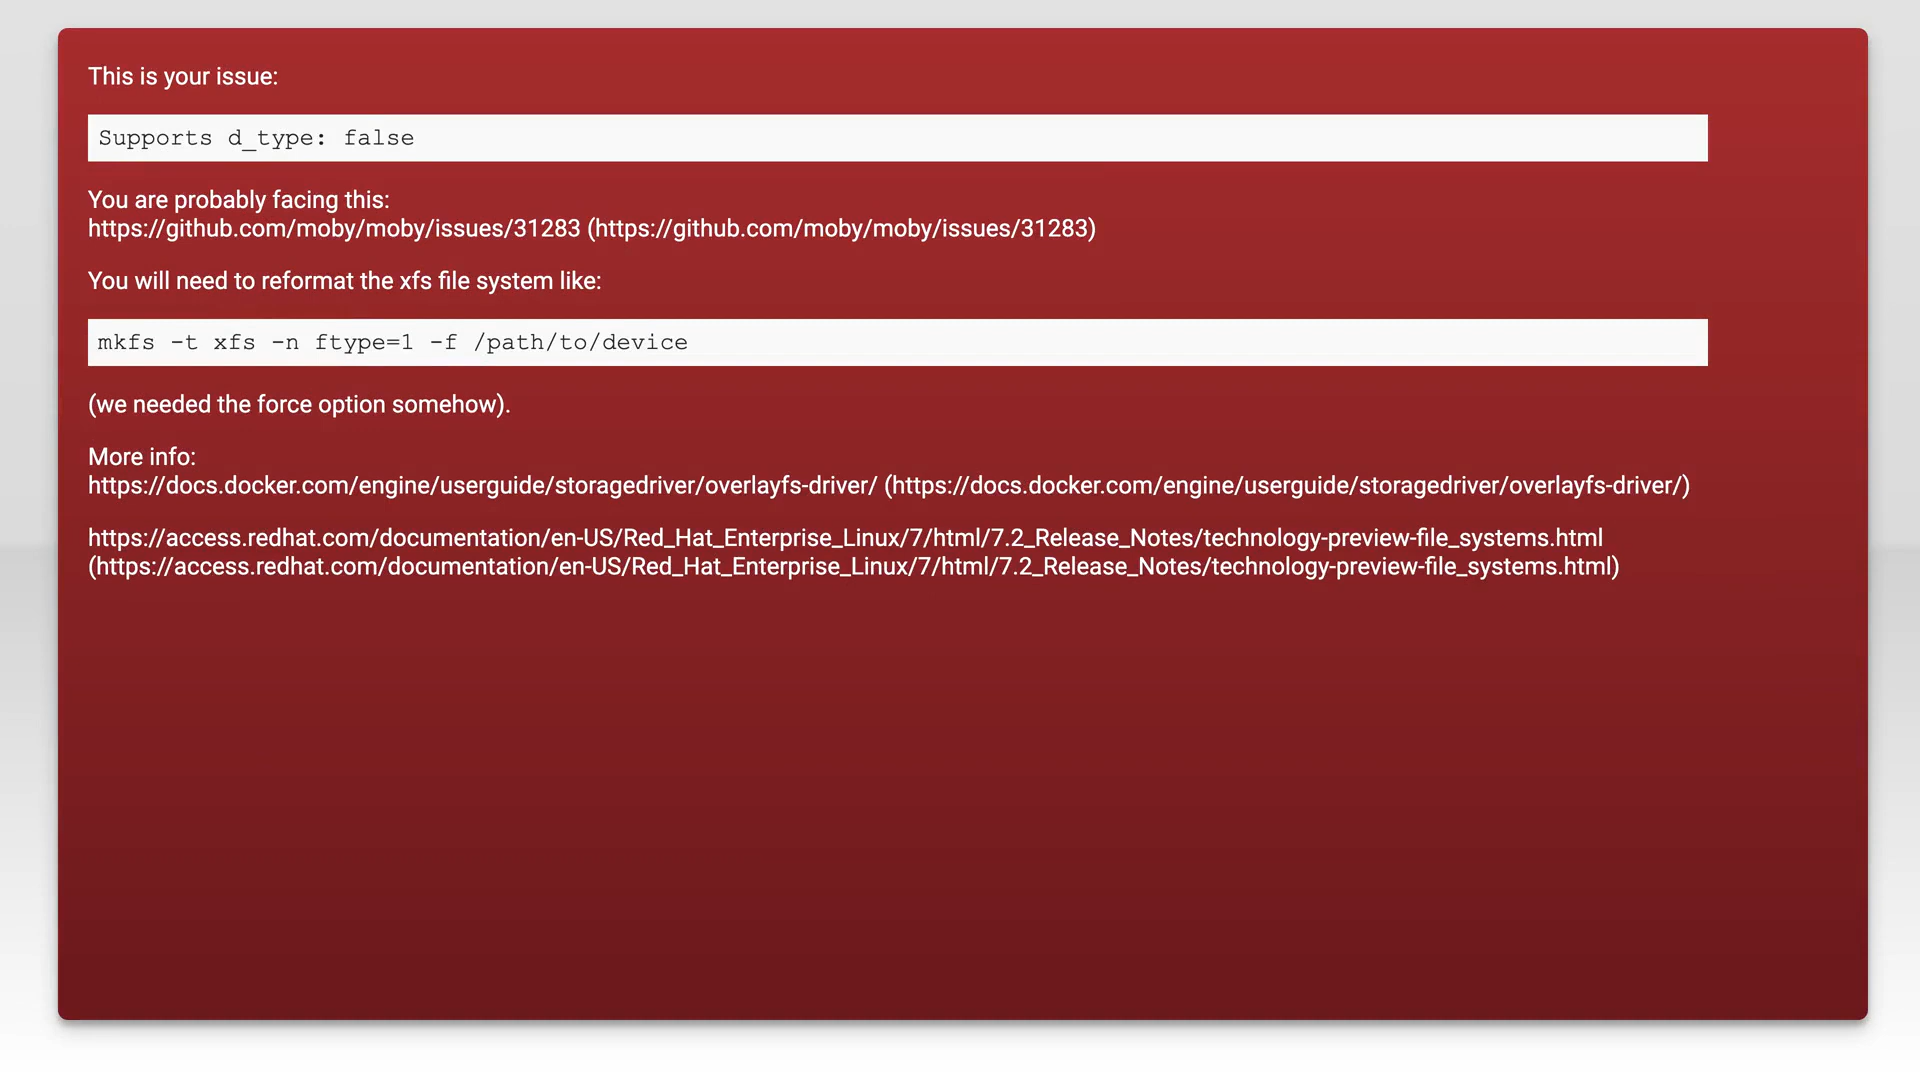 This is your issue:
Supports d_type: false
You are probably facing this:
https://github.com/moby/moby/issues/31283 (https://github.com/moby/moby/issues/31283)
You will need to reformat the xfs file system like:
mkfs -t xfs -n ftype=1 -f /path/to/device
(we needed the force option somehow).
More info:
https://docs.docker.com/engine/userguide/storagedriver/overlayfs-driver/ (https://docs.docker.com/engine/userguide/storagedriver/overlayfs-driver/)
https://access.redhat.com/documentation/en-US/Red_Hat_Enterprise_Linux/7/html/7.2_Release_Notes/technology-preview-file_systems.html
(https://access.redhat.com/documentation/en-US/Red_Hat_Enterprise_Linux/7/html/7.2_Release_Notes/technology-preview-file_systems.html)